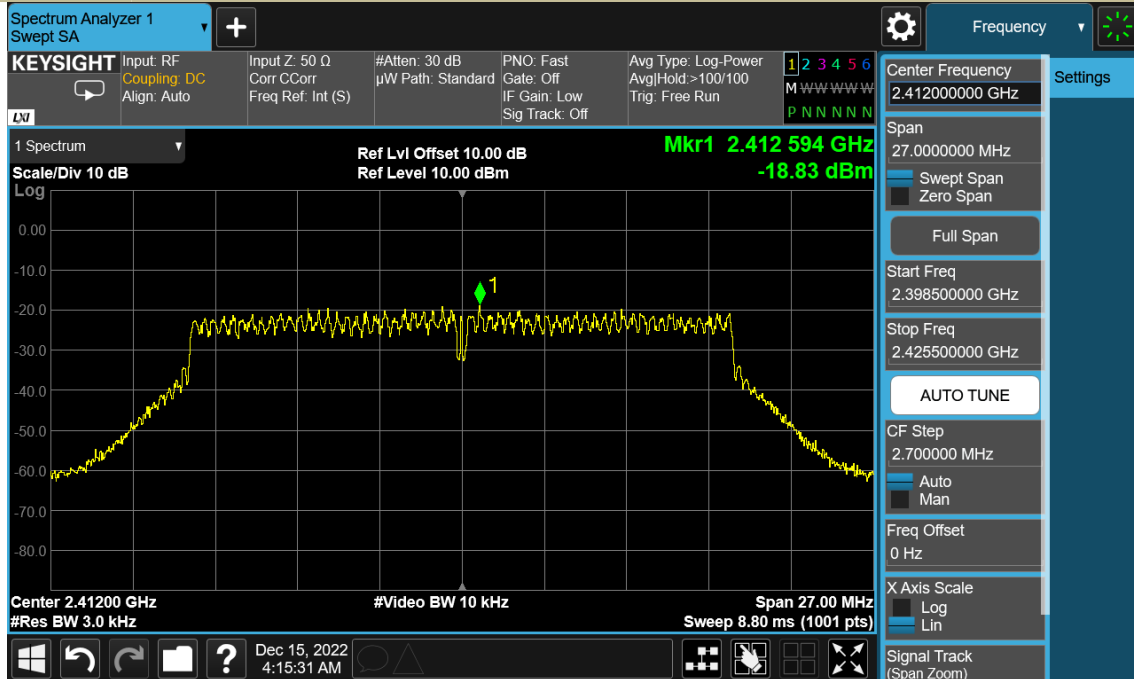 Spectrum Analyzer 1
Swept SA
Frequency
KEYSIGHT
LXI
Input: RF
Coupling: DC
Align: Auto
Input Z: 50 Ω
Corr CCorr
Freq Ref: Int (S)
#Atten: 30 dB
µW Path: Standard
PNO: Fast
Gate: Off
IF Gain: Low
Sig Track: Off
Avg Type: Log-Power
Avg|Hold:>100/100
Trig: Free Run
1 2 3 4 5 6
M W W W W W
P N N N N N
1 Spectrum
Scale/Div 10 dB
Log
Ref Lvl Offset 10.00 dB
Ref Level 10.00 dBm
Mkr1 2.412 594 GHz
-18.83 dBm
1
0.00
-10.0
-20.0
-30.0
-40.0
-50.0
-60.0
-70.0
-80.0
Center 2.41200 GHz
#Res BW 3.0 kHz
#Video BW 10 kHz
Span 27.00 MHz
Sweep 8.80 ms (1001 pts)
?
Dec 15, 2022
4:15:31 AM
Center Frequency
2.412000000 GHz
Span
27.0000000 MHz
Swept Span
Zero Span
Full Span
Start Freq
2.398500000 GHz
Stop Freq
2.425500000 GHz
AUTO TUNE
CF Step
2.700000 MHz
Auto
Man
Freq Offset
0 Hz
X Axis Scale
Log
Lin
Signal Track
(Span Zoom)
Settings